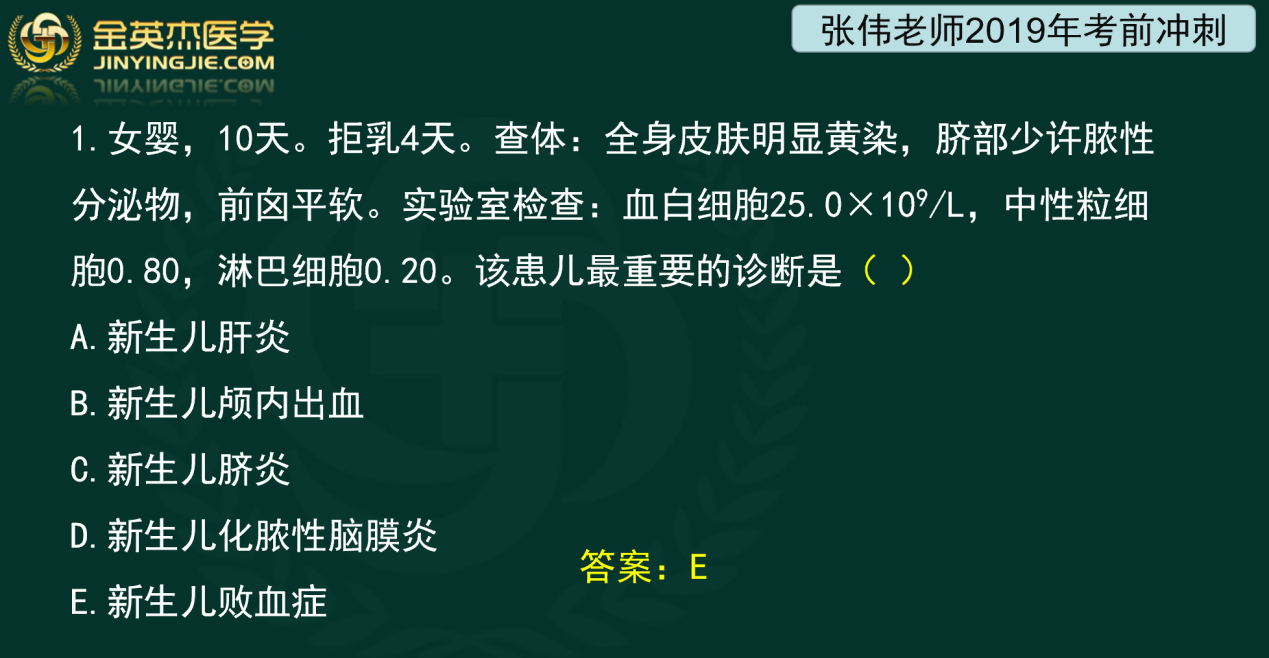 金英杰医学
JINYINGJIE.COM
张伟老师2019年考前冲刺
1.女婴，10天。拒乳4天。查体：全身皮肤明显黄染，脐部少许脓性
分泌物，前囟平软。实验室检查：血白细胞25.0×10⁹/L，中性粒细
胞0.80，淋巴细胞0.20。该患儿最重要的诊断是（ ）
A.新生儿肝炎
B.新生儿颅内出血
C.新生儿脐炎
D.新生儿化脓性脑膜炎
答案：E
E.新生儿败血症